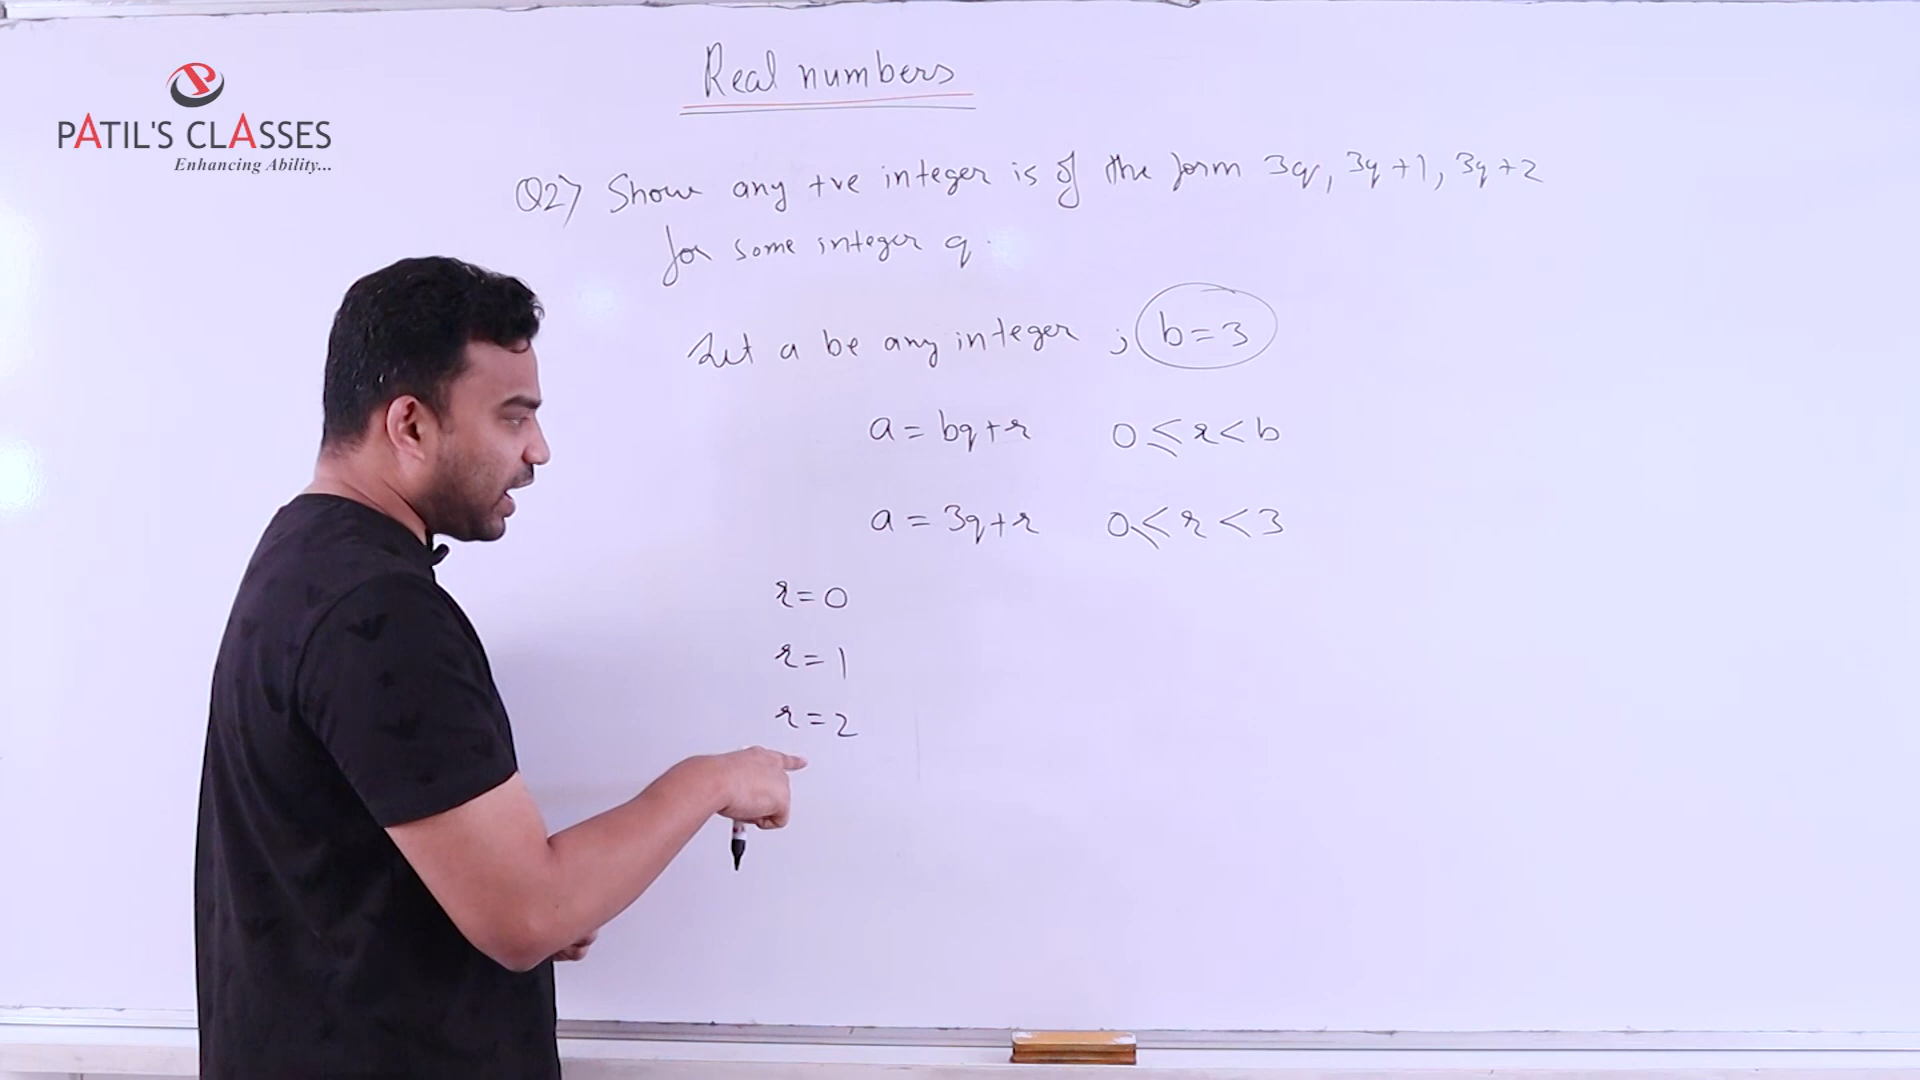 PATIL'S CLASSES
Enhancing Ability...
Real numbers
Q2) Show any +ve integer is of the form 3q, 3q+1, 3q+2
for some integer q.
Let a be any integer ; b=3
a = bq+r 0 ≤ r < b
a = 3q+r 0 ≤ r < 3
r=0
r=1
r=2